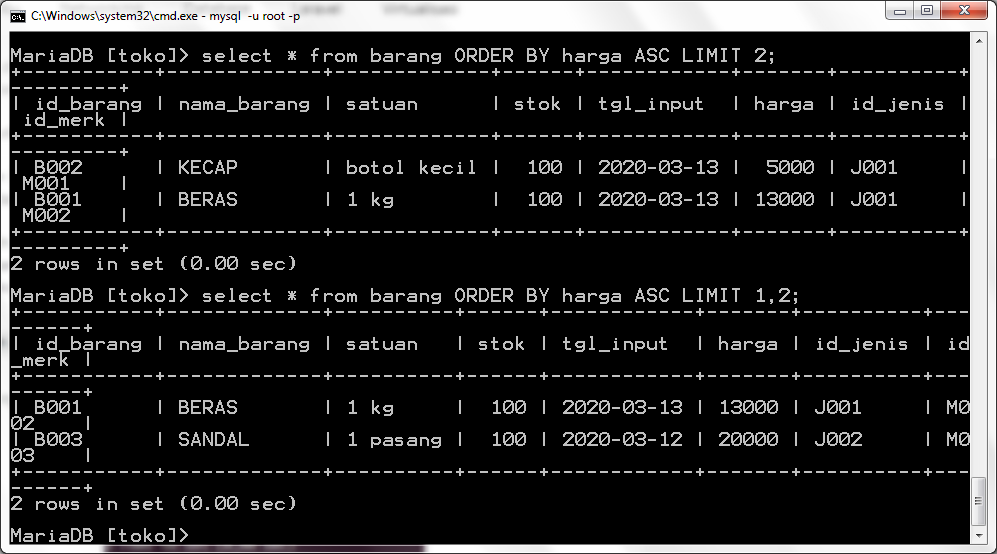 C:\Windows\system32\cmd.exe - mysql -u root -p
MariaDB [toko]> select * from barang ORDER BY harga ASC LIMIT 2;
+-----------+-------------+-------------+------+------------+-------+----------+
---------+
| id_barang | nama_barang | satuan      | stok | tgl_input  | harga | id_jenis |
 id_merk |
+-----------+-------------+-------------+------+------------+-------+----------+
---------+
| B002      | KECAP       | botol kecil |  100 | 2020-03-13 |  5000 | J001     |
 M001    |
| B001      | BERAS       | 1 kg        |  100 | 2020-03-13 | 13000 | J001     |
 M002    |
+-----------+-------------+-------------+------+------------+-------+----------+
---------+
2 rows in set (0.00 sec)
MariaDB [toko]> select * from barang ORDER BY harga ASC LIMIT 1,2;
+-----------+-------------+----------+------+------------+-------+----------+---
------+
| id_barang | nama_barang | satuan   | stok | tgl_input  | harga | id_jenis | id
_merk |
+-----------+-------------+----------+------+------------+-------+----------+---
------+
| B001      | BERAS       | 1 kg     |  100 | 2020-03-13 | 13000 | J001     | M0
02    |
| B003      | SANDAL      | 1 pasang |  100 | 2020-03-12 | 20000 | J002     | M0
03    |
+-----------+-------------+----------+------+------------+-------+----------+---
------+
2 rows in set (0.00 sec)
MariaDB [toko]>